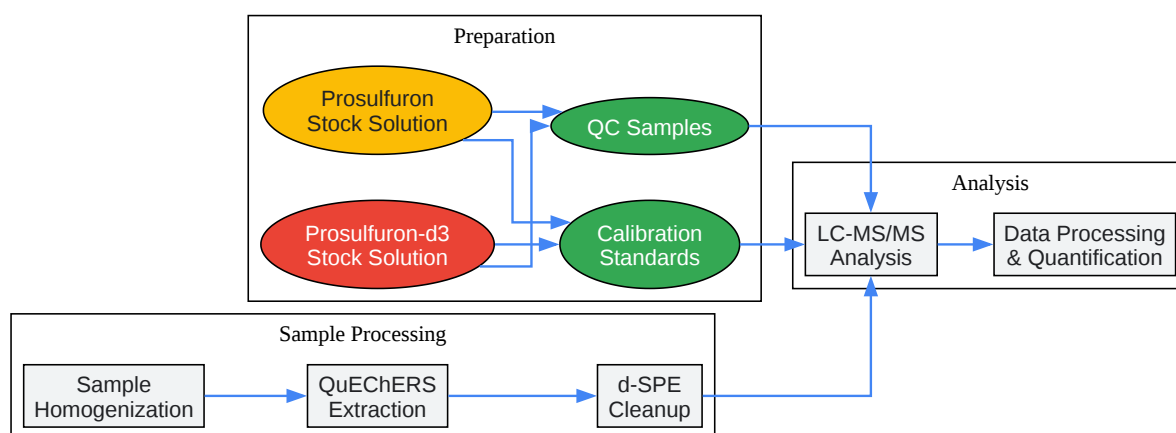 Preparation
Prosulfuron
Stock Solution
QC Samples
Prosulfuron-d3
Stock Solution
Calibration
Standards
Analysis
LC-MS/MS
Analysis
Data Processing
& Quantification
Sample Processing
Sample
Homogenization
QuEChERS
Extraction
d-SPE
Cleanup